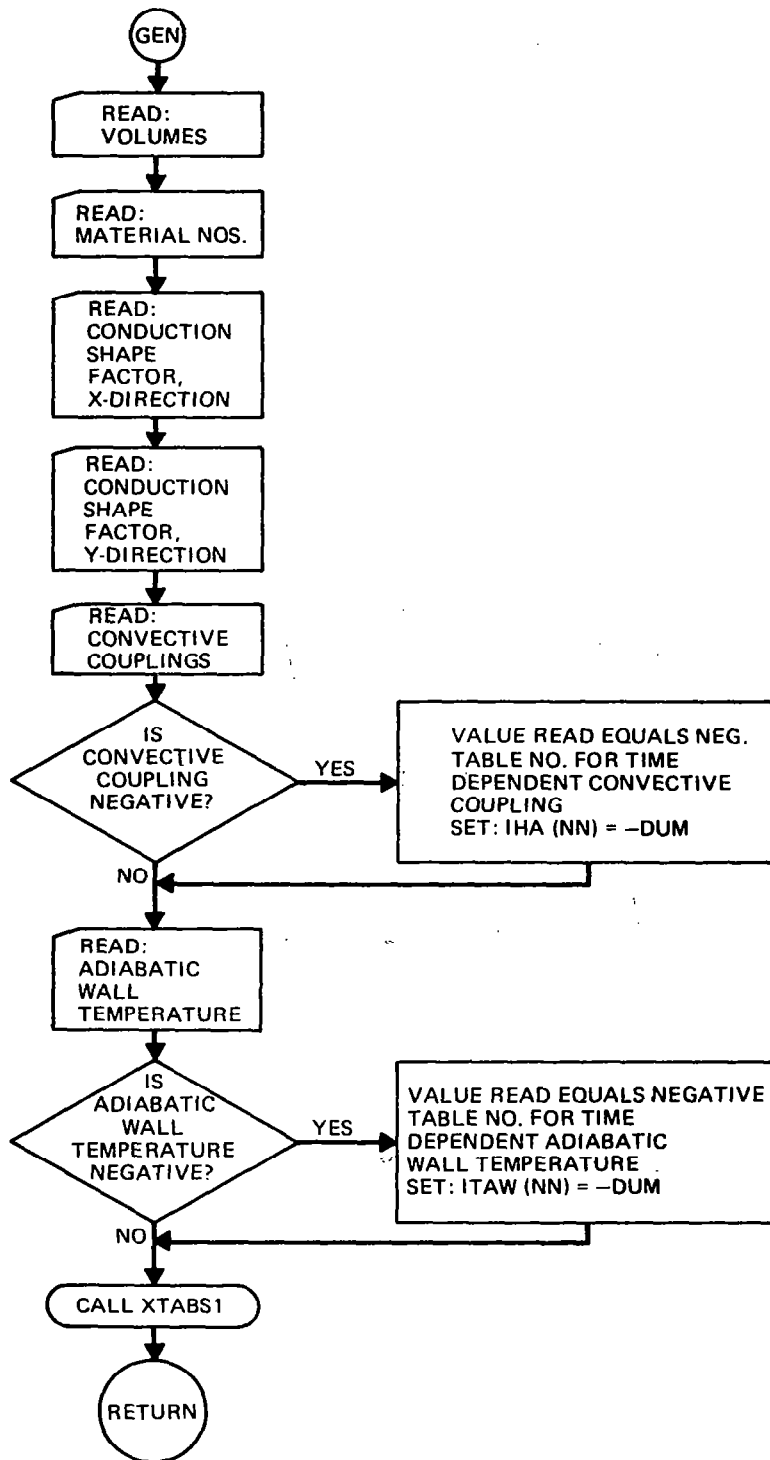 GEN
READ:
VOLUMES
READ:
MATERIAL NOS.
READ:
CONDUCTION
SHAPE
FACTOR,
X-DIRECTION
READ:
CONDUCTION
SHAPE
FACTOR,
Y-DIRECTION
READ:
CONVECTIVE
COUPLINGS
IS
CONVECTIVE
COUPLING
NEGATIVE?
YES
VALUE READ EQUALS NEG.
TABLE NO. FOR TIME
DEPENDENT CONVECTIVE
COUPLING
SET: IHA (NN) = –DUM
NO
READ:
ADIABATIC
WALL
TEMPERATURE
IS
ADIABATIC
WALL
TEMPERATURE
NEGATIVE?
YES
VALUE READ EQUALS NEGATIVE
TABLE NO. FOR TIME
DEPENDENT ADIABATIC
WALL TEMPERATURE
SET: ITAW (NN) = –DUM
NO
CALL XTABS1
RETURN